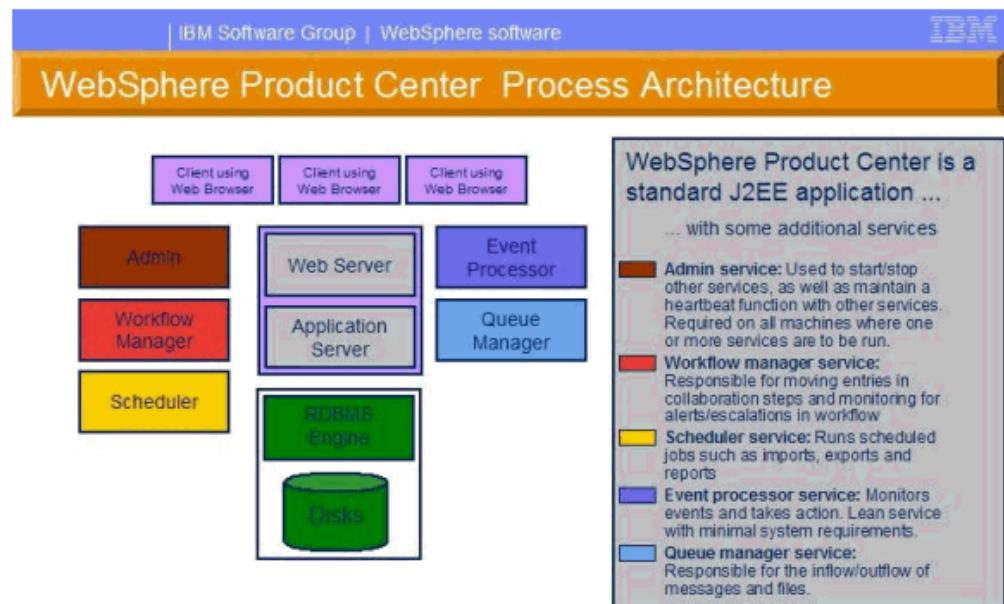 IBM Software Group | WebSphere software
IBM
WebSphere Product Center Process Architecture
Client using
Web Browser
Client using
Web Browser
Client using
Web Browser
Admin
Workflow
Manager
Scheduler
Web Server
Application
Server
RDBMS
Engine
Disks
Event
Processor
Queue
Manager
WebSphere Product Center is a
standard J2EE application ...
... with some additional services
Admin service: Used to start/stop
other services, as well as maintain a
heartbeat function with other services.
Required on all machines where one
or more services are to be run.
Workflow manager service:
Responsible for moving entries in
collaboration steps and monitoring for
alerts/escalations in workflow
Scheduler service: Runs scheduled
jobs such as imports, exports and
reports
Event processor service: Monitors
events and takes action. Lean service
with minimal system requirements.
Queue manager service:
Responsible for the inflow/outflow of
messages and files.